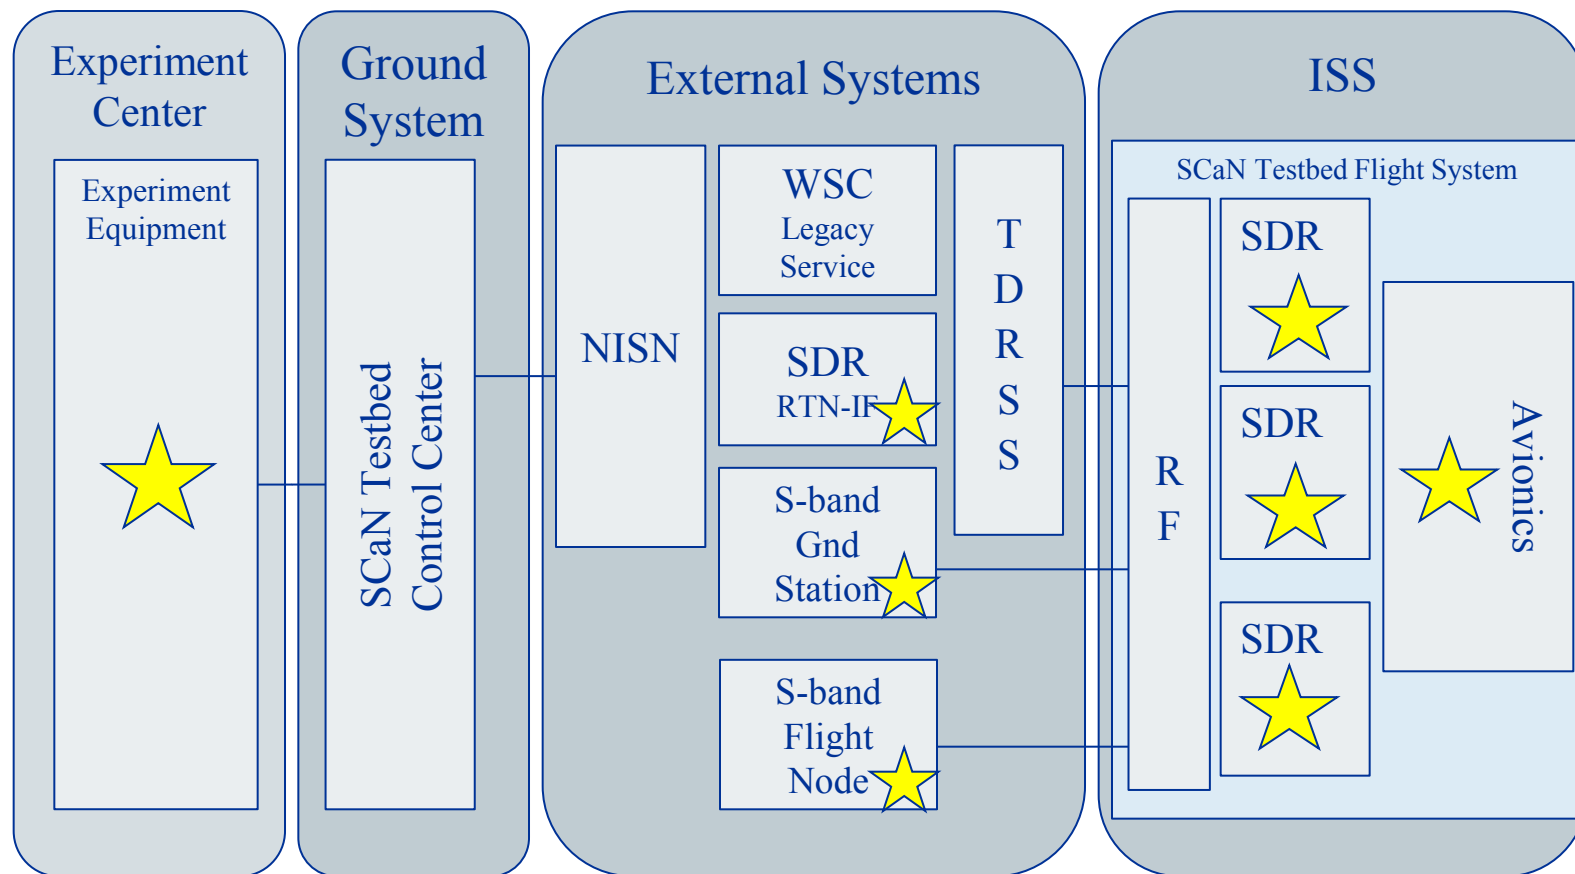 Experiment
Center
Experiment
Equipment
Ground
System
SCaN Testbed
Control Center
External Systems
NISN
WSC
Legacy
Service
SDR
RTN-IF
S-band
Gnd
Station
S-band
Flight
Node
T
D
R
S
S
ISS
SCaN Testbed Flight System
R
F
SDR
SDR
SDR
Avionics